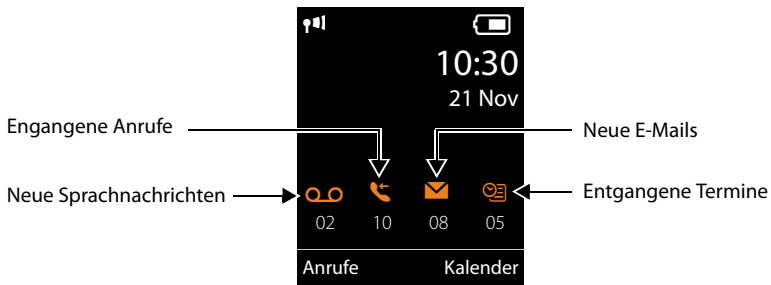 10:30
21 Nov
Engangene Anrufe
Neue E-Mails
Neue Sprachnachrichten
Entgangene Termine
02 10 08 05
Anrufe Kalender